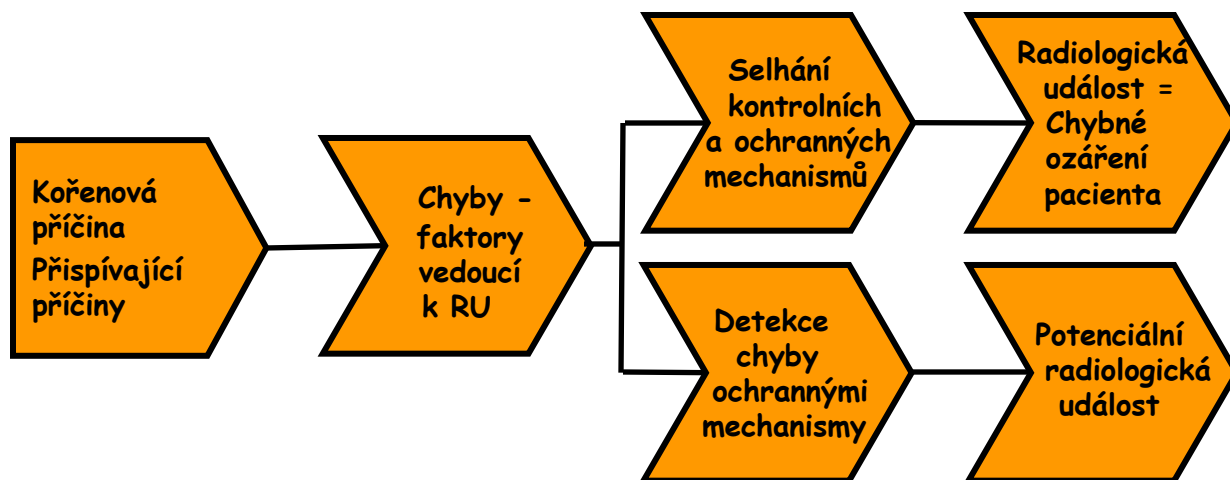 Kořenová
příčina
Přispívající
příčiny
Chyby -
faktory
vedoucí
k RU
Selhání
kontrolních
a ochranných
mechanismů
Radiologická
událost =
Chybné
ozáření
pacienta
Detekce
chyby
ochrannými
mechanismy
Potenciální
radiologická
událost